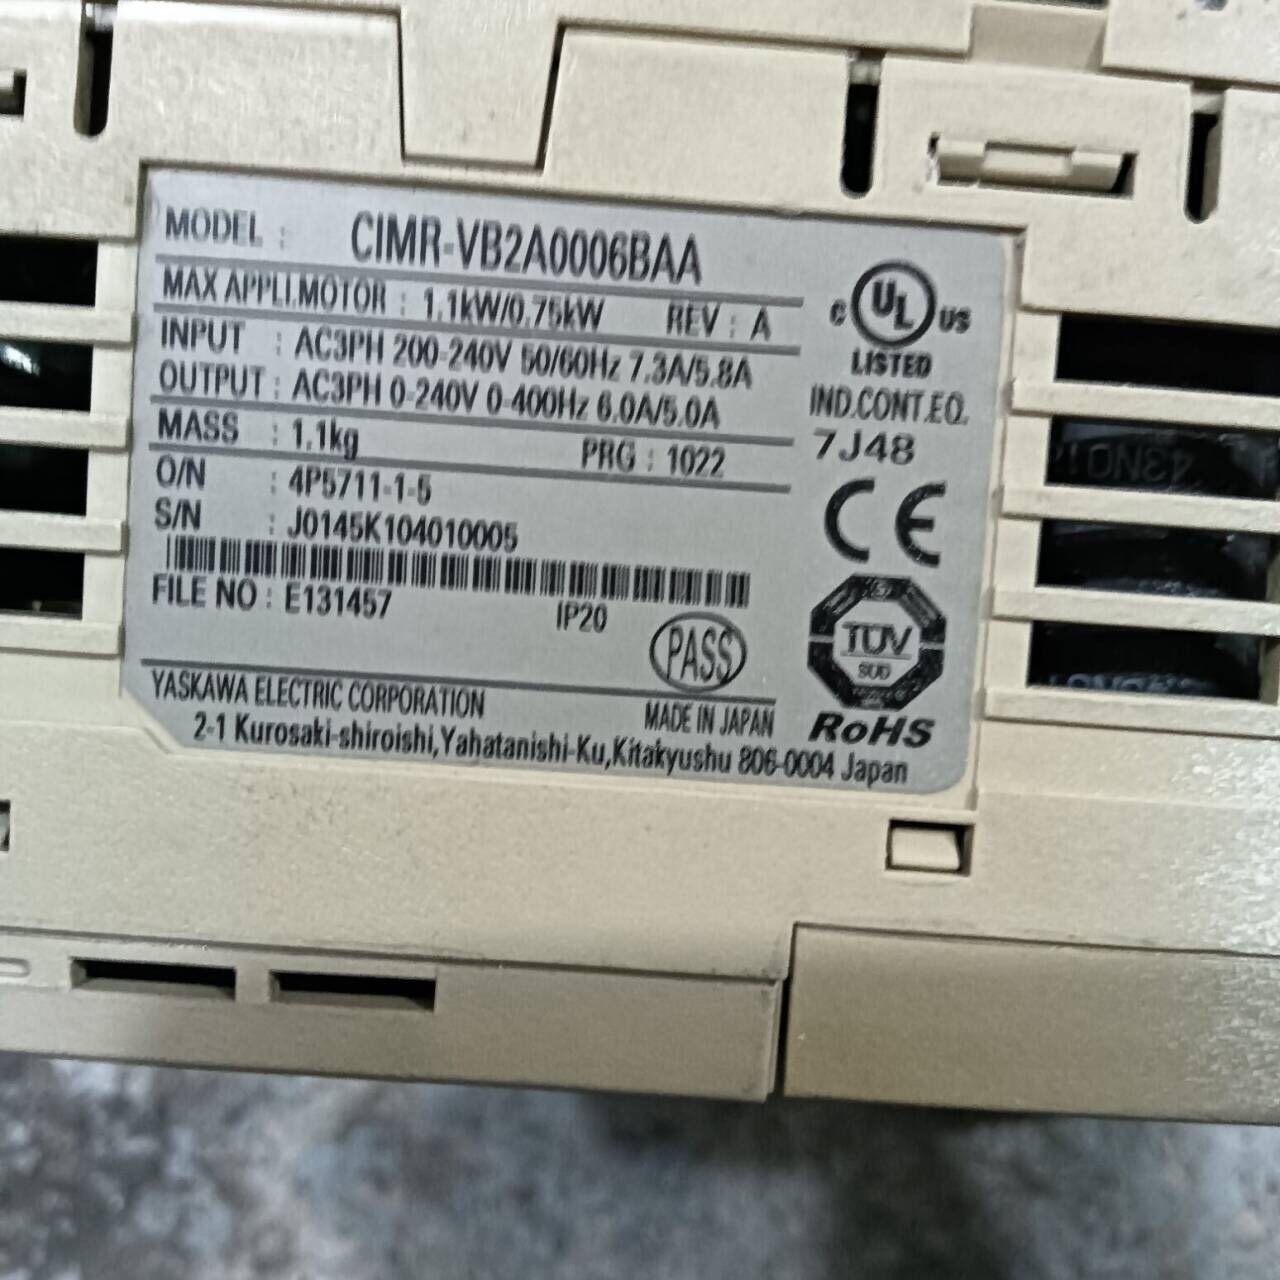 MODEL : CIMR-VB2A0006BAA
MAX APPLI.MOTOR : 1.1kW/0.75kW REV : A
INPUT : AC3PH 200-240V 50/60Hz 7.3A/5.8A
OUTPUT : AC3PH 0-240V 0-400Hz 6.0A/5.0A
MASS : 1.1kg PRG : 1022
O/N : 4P5711-1-5
S/N : J0145K104010005
FILE NO : E131457 IP20
PASS
YASKAWA ELECTRIC CORPORATION MADE IN JAPAN
2-1 Kurosaki-shiroishi,Yahatanishi-Ku,Kitakyushu 806-0004 Japan
C UL US
LISTED
IND.CONT.EQ.
7J48
CE
TÜV
SÜD
RoHS